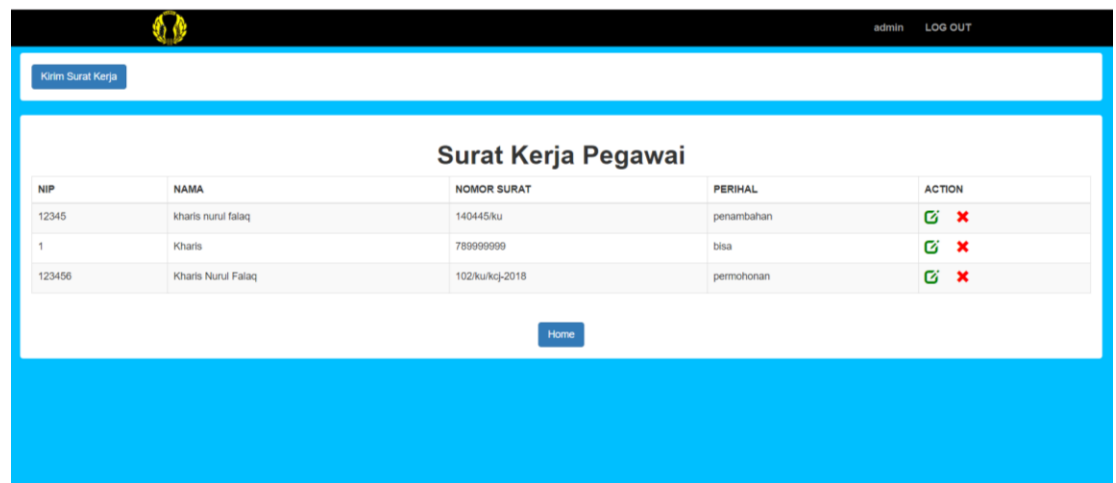 admin LOG OUT
Kirim Surat Kerja
Surat Kerja Pegawai
NIP NAMA NOMOR SURAT PERIHAL ACTION
12345 kharis nurul falaq 140445/ku penambahan
1 Kharis 789999999 bisa
123456 Kharis Nurul Falaq 102/ku/kcj-2018 permohonan
Home